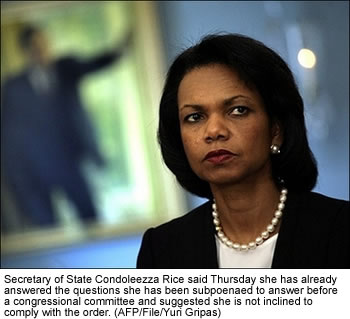 Secretary of State Condoleezza Rice said Thursday she has already
answered the questions she has been subpoenaed to answer before
a congressional committee and suggested she is not inclined to
comply with the order. (AFP/File/Yuri Gripas)